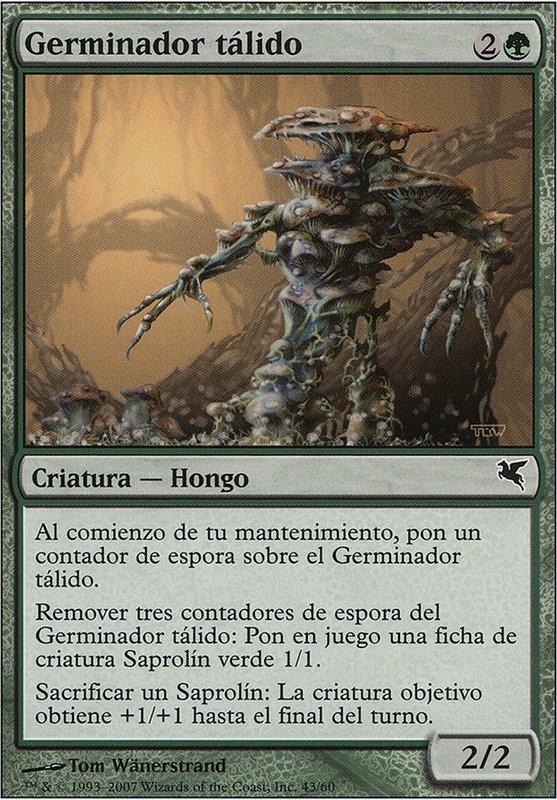 Germinador tálido 2
TKW
Criatura — Hongo
Al comienzo de tu mantenimiento, pon un
contador de espora sobre el Germinador
tálido.
Remover tres contadores de espora del
Germinador tálido: Pon en juego una ficha de
criatura Saprolín verde 1/1.
Sacrificar un Saprolín: La criatura objetivo
obtiene +1/+1 hasta el final del turno.
2/2
Tom Wänerstrand
™ & © 1993-2007 Wizards of the Coast, Inc. 43/60